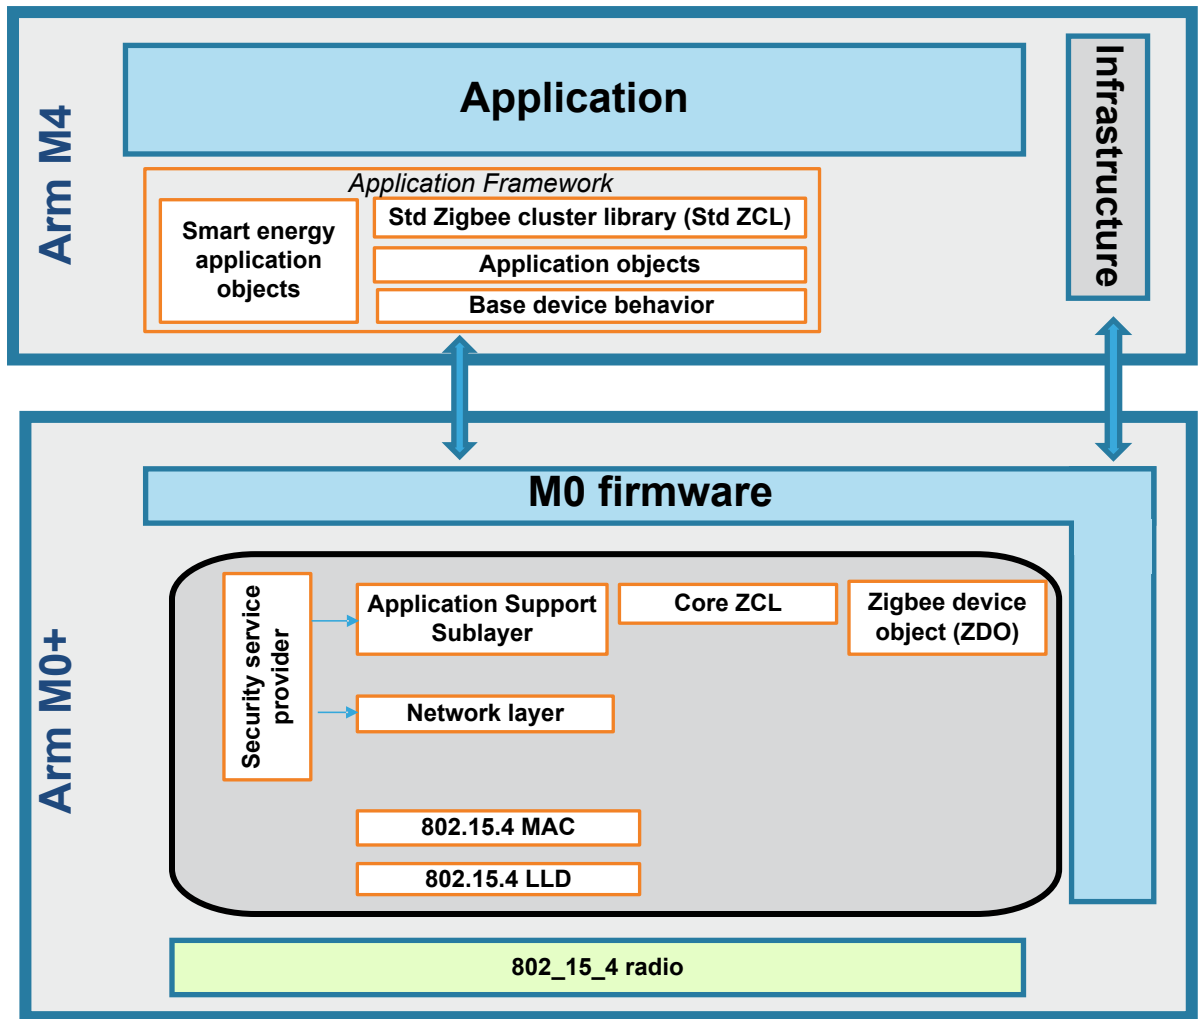 Arm M4
Application
Infrastructure
Application Framework
Smart energy
application
objects
Std Zigbee cluster library (Std ZCL)
Application objects
Base device behavior
Arm M0+
M0 firmware
Security service
provider
Application Support
Sublayer
Core ZCL
Zigbee device
object (ZDO)
Network layer
802.15.4 MAC
802.15.4 LLD
802_15_4 radio